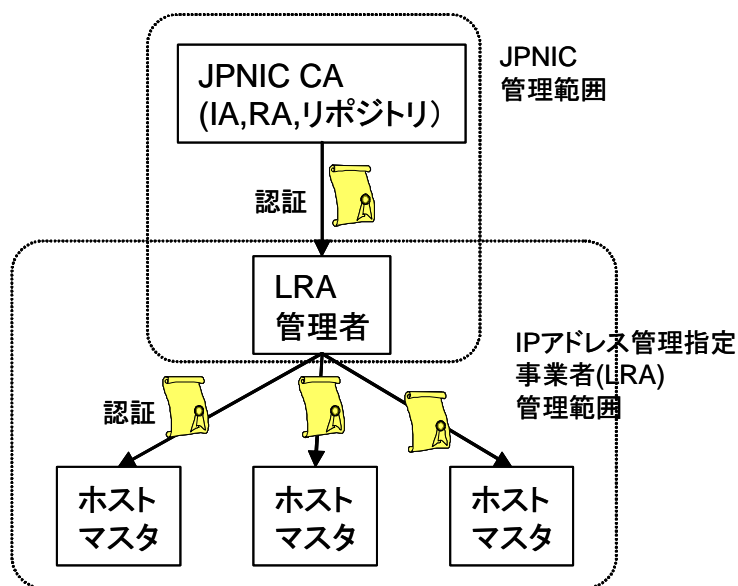 JPNIC CA
(IA,RA,リポジトリ)
JPNIC
管理範囲
認証
LRA
管理者
IPアドレス管理指定
事業者(LRA)
管理範囲
認証
ホスト
マスタ
ホスト
マスタ
ホスト
マスタ